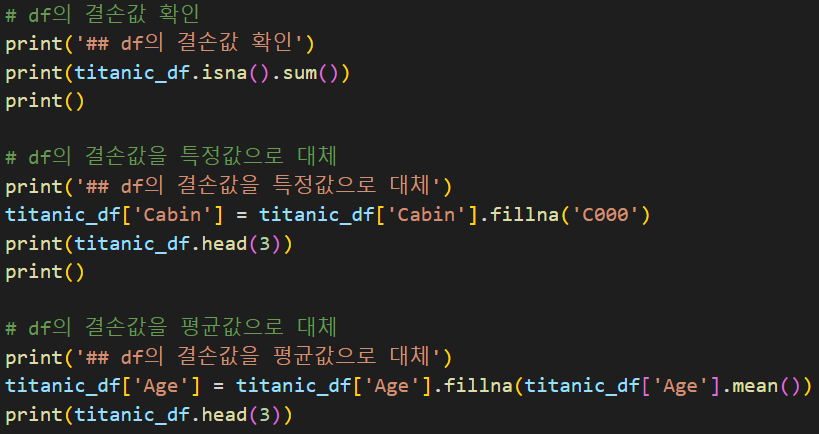 # df의 결손값 확인
print('## df의 결손값 확인')
print(titanic_df.isna().sum())
print()

# df의 결손값을 특정값으로 대체
print('## df의 결손값을 특정값으로 대체')
titanic_df['Cabin'] = titanic_df['Cabin'].fillna('C000')
print(titanic_df.head(3))
print()

# df의 결손값을 평균값으로 대체
print('## df의 결손값을 평균값으로 대체')
titanic_df['Age'] = titanic_df['Age'].fillna(titanic_df['Age'].mean())
print(titanic_df.head(3))